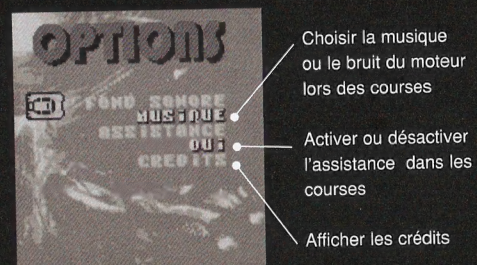 OPTIONS
FOND SONORE
MUSIQUE
ASSISTANCE
OUI
CREDITS
Choisir la musique
ou le bruit du moteur
lors des courses
Activer ou désactiver
l'assistance dans les
courses
Afficher les crédits